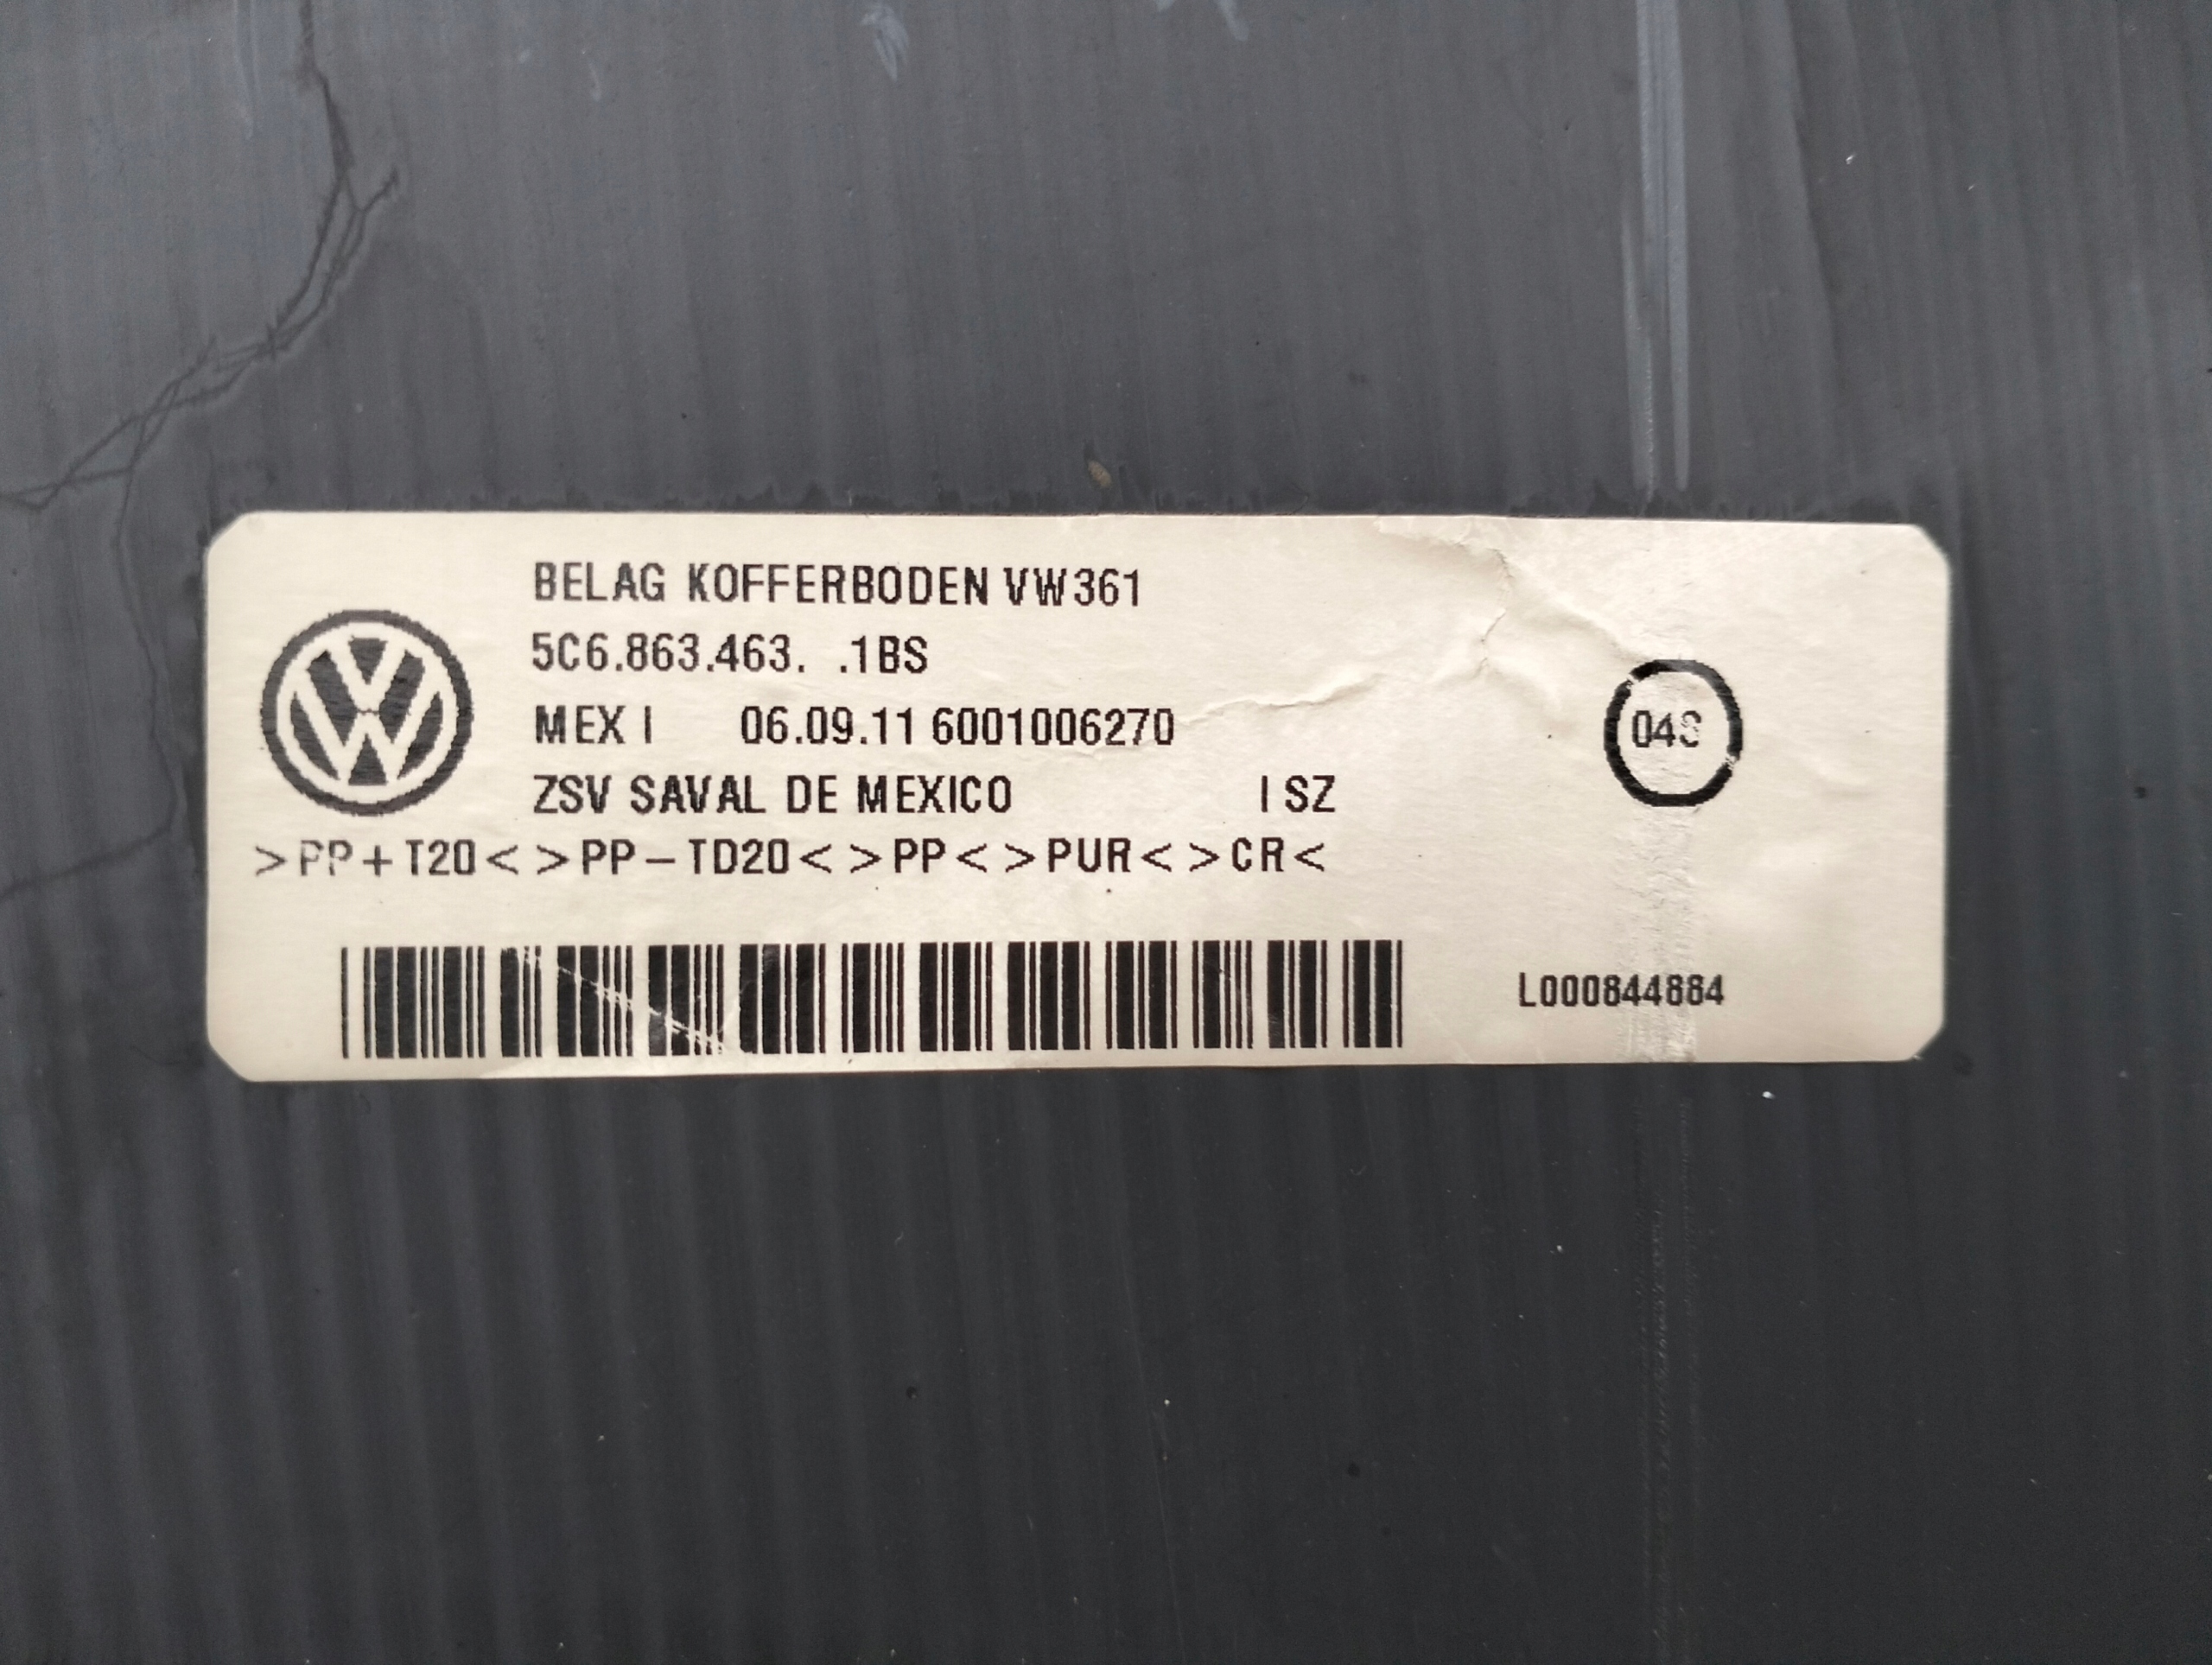 BELAG KOFFERBODEN VW361
5C6.863.463. .1BS
MEX I 06.09.11 6001006270
ZSV SAVAL DE MEXICO I SZ
>PP+T20< >PP-TD20< >PP< >PUR< >CR<
L000844884